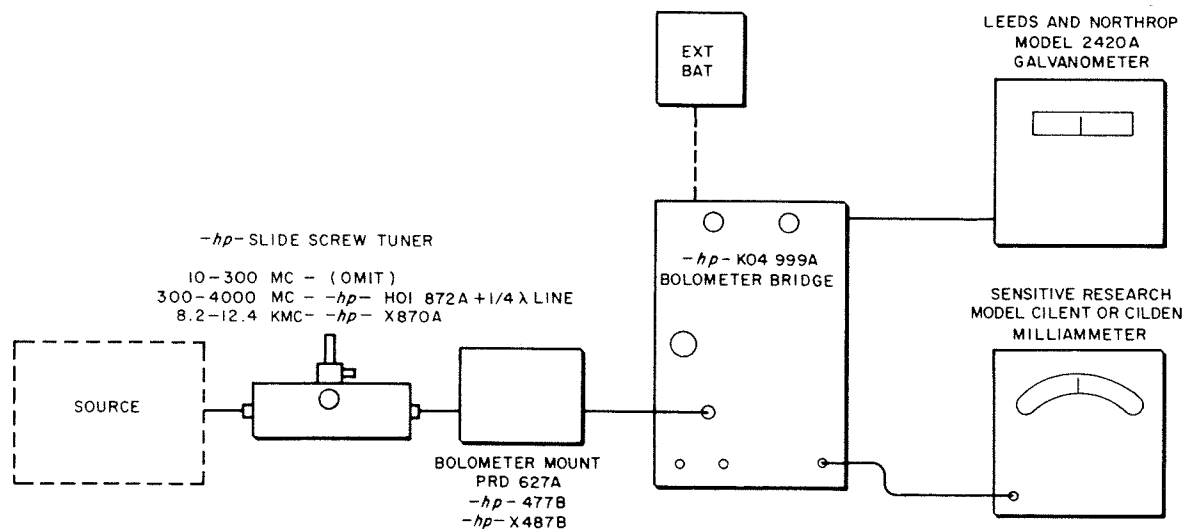 LEEDS AND NORTHROP
MODEL 2420A
GALVANOMETER
EXT
BAT
-hp- SLIDE SCREW TUNER
10-300 MC - (OMIT)
300-4000 MC - -hp- HO1 872A + 1/4 λ LINE
8.2-12.4 KMC- -hp- X870A
-hp- K04 999A
BOLOMETER BRIDGE
SENSITIVE RESEARCH
MODEL CILENT OR CILDEN
MILLIAMMETER
SOURCE
BOLOMETER MOUNT
PRD 627A
-hp- 477B
-hp- X487B